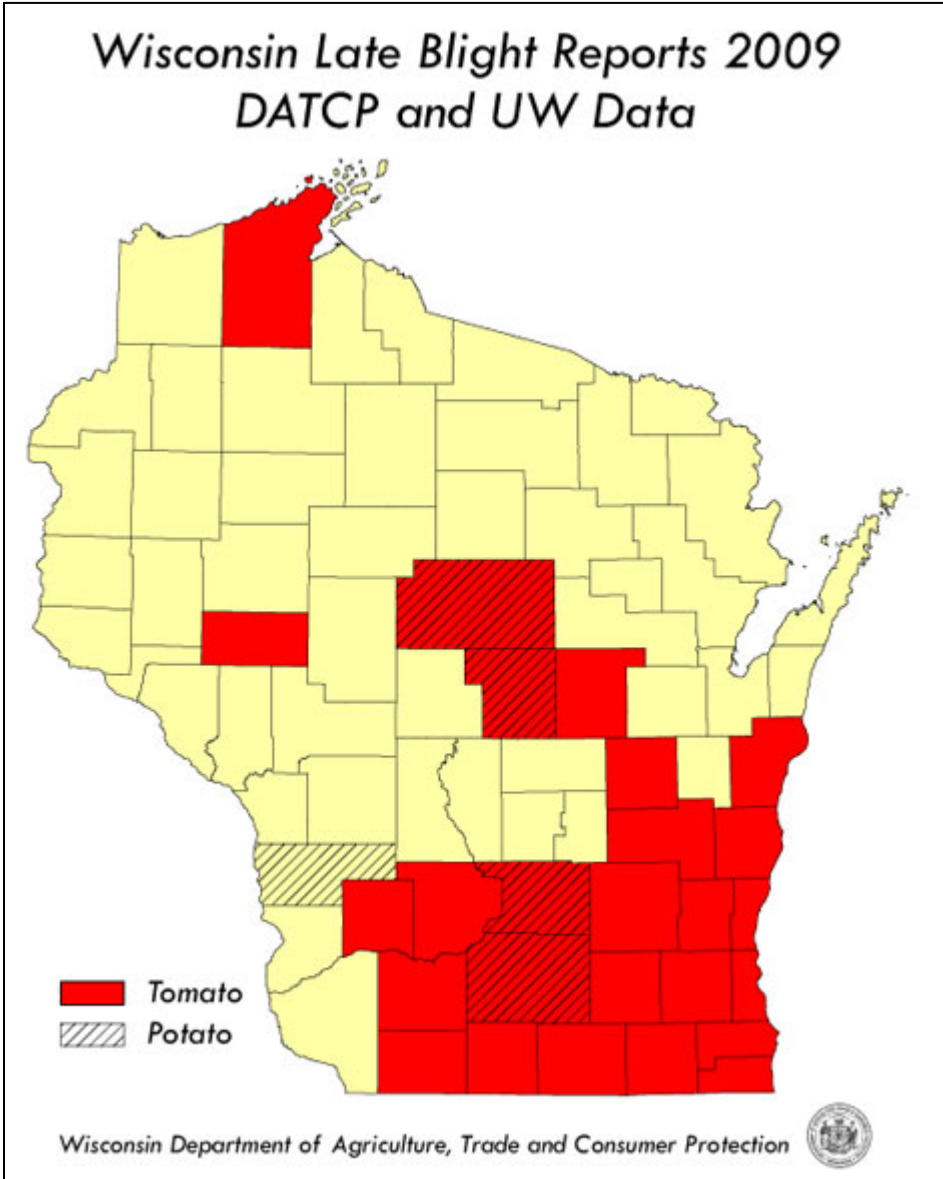 Wisconsin Late Blight Reports 2009
DATCP and UW Data
Tomato
Potato
Wisconsin Department of Agriculture, Trade and Consumer Protection